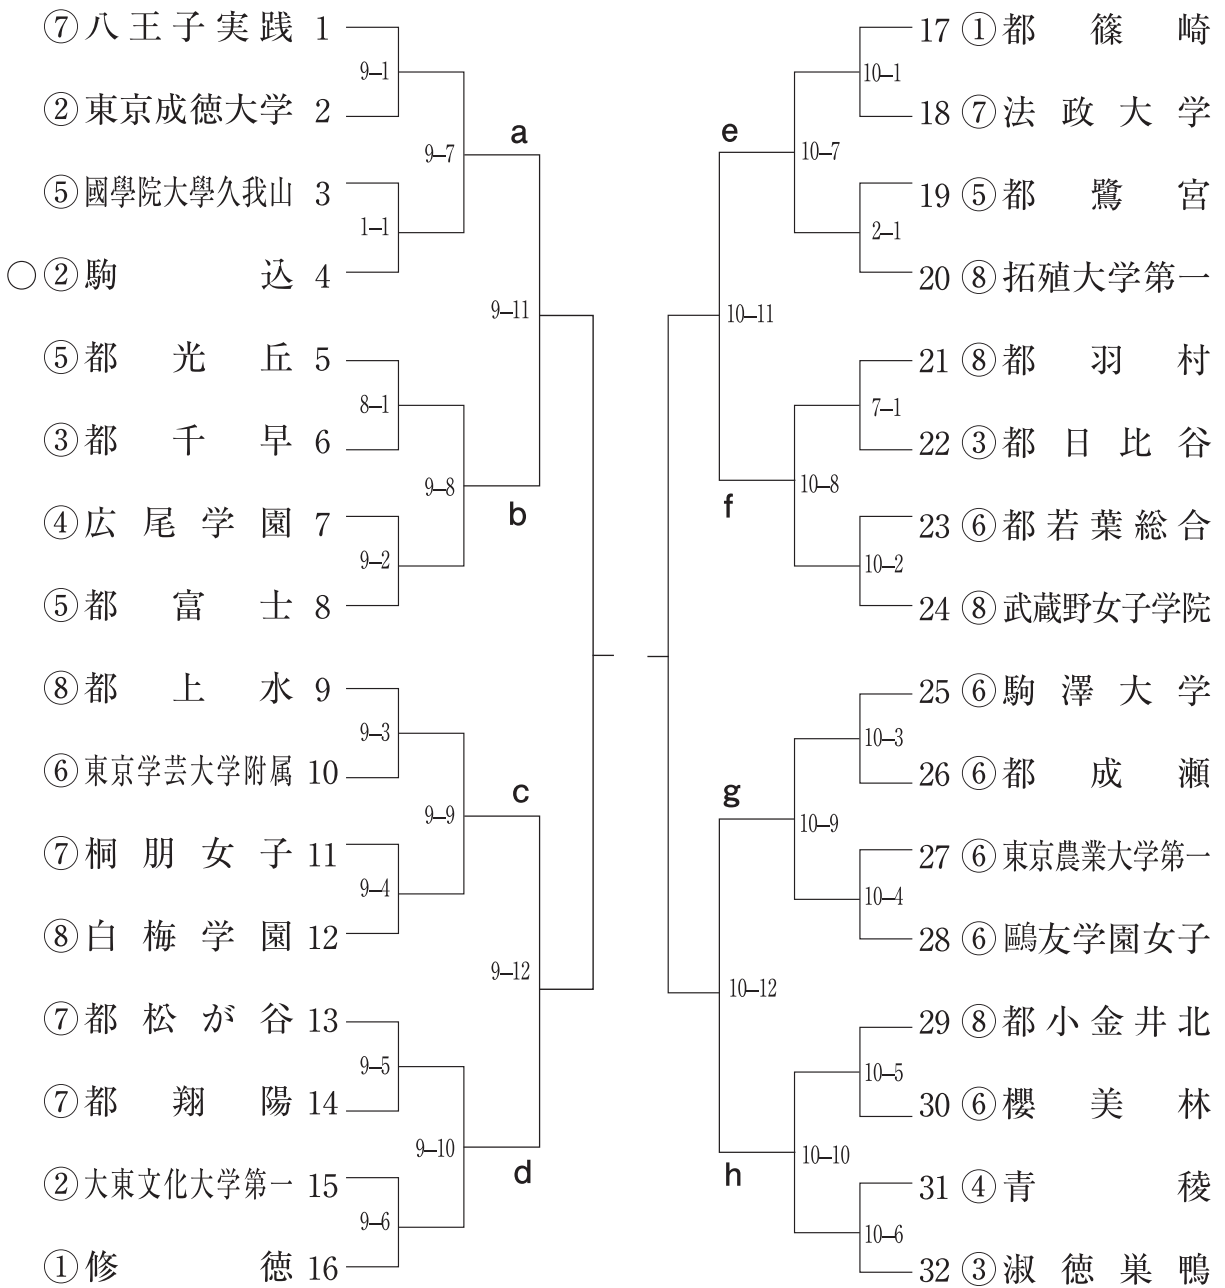 ⑦八王子実践 1
9–1
②東京成徳大学 2
a
9–7
⑤國學院大學久我山 3
1–1
○②駒込 4
9–11
⑤都光丘 5
8–1
③都千早 6
9–8
b
④広尾学園 7
9–2
⑤都富士 8
⑧都上水 9
9–3
⑥東京学芸大学附属 10
c
9–9
⑦桐朋女子 11
9–4
⑧白梅学園 12
9–12
⑦都松が谷 13
9–5
⑦都翔陽 14
9–10
d
②大東文化大学第一 15
9–6
①修徳 16
17 ①都篠崎
10–1
18 ⑦法政大学
e
10–7
19 ⑤都鷺宮
2–1
20 ⑧拓殖大学第一
10–11
21 ⑧都羽村
7–1
22 ③都日比谷
10–8
f
23 ⑥都若葉総合
10–2
24 ⑧武蔵野女子学院
25 ⑥駒澤大学
10–3
26 ⑥都成瀬
g
10–9
27 ⑥東京農業大学第一
10–4
28 ⑥鷗友学園女子
10–12
29 ⑧都小金井北
10–5
30 ⑥櫻美林
10–10
h
31 ④青稜
10–6
32 ③淑徳巣鴨